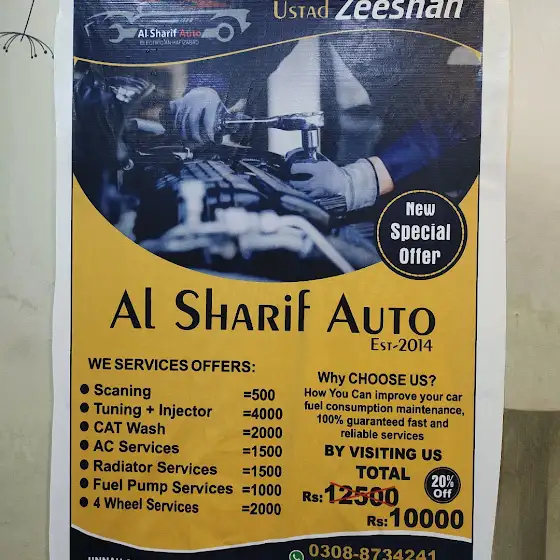 Ustad Zeeshan
Al Sharif Auto
ELECTRICIAN HAFIZABAD
New
Special
Offer
Al Sharif Auto
Est-2014
WE SERVICES OFFERS:
Scaning =500
Tuning + Injector =4000
CAT Wash =2000
AC Services =1500
Radiator Services =1500
Fuel Pump Services =1000
4 Wheel Services =2000
Why CHOOSE US?
How You Can improve your car
fuel consumption maintenance,
100% guaranteed fast and
reliable services
BY VISITING US
TOTAL
Rs:12500
20%
Off
Rs:10000
0308-8734241